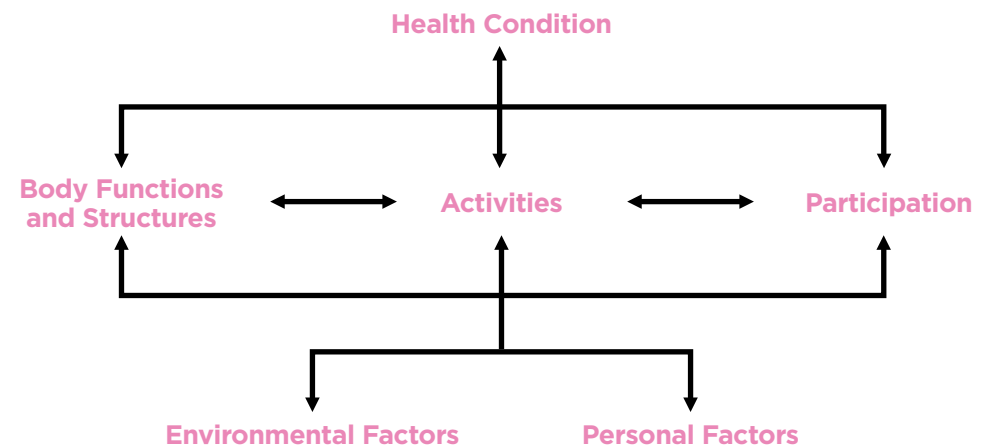 Health Condition
Body Functions
and Structures
Activities
Participation
Environmental Factors
Personal Factors